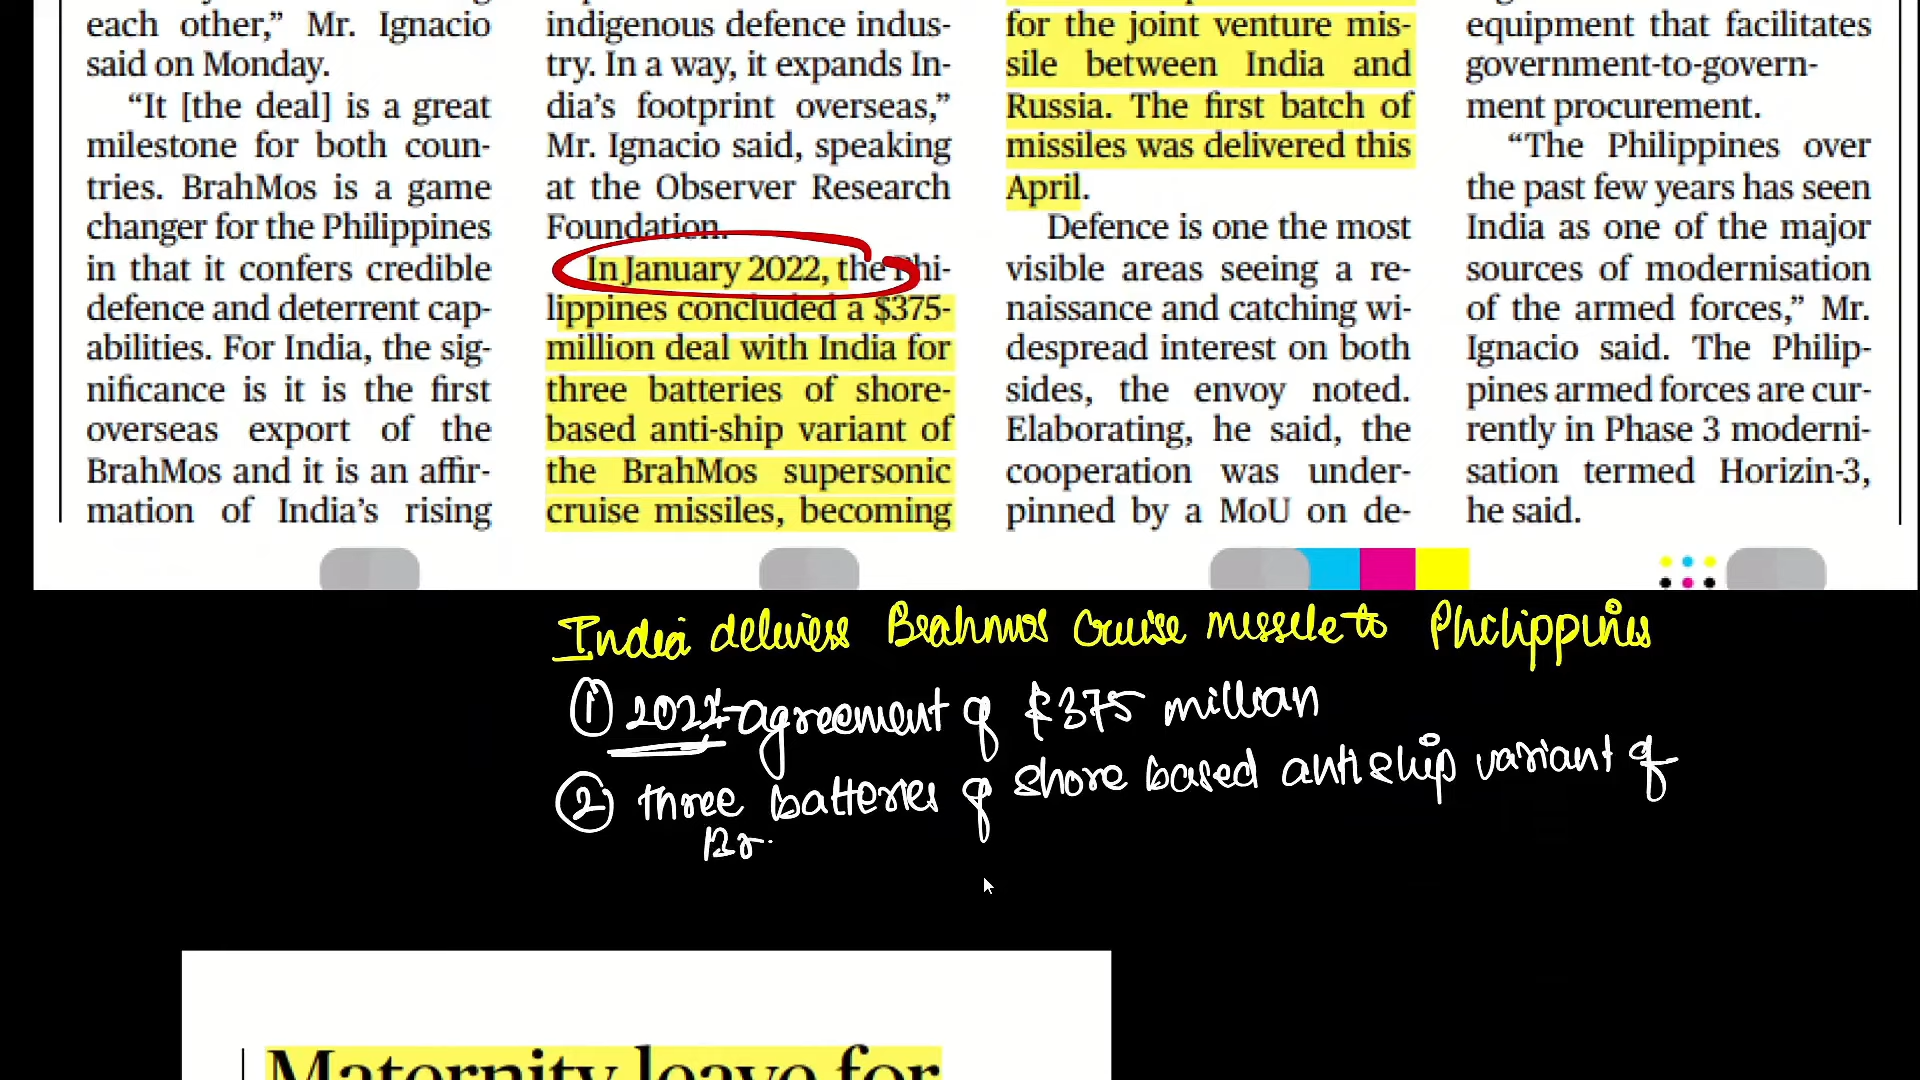 each other,” Mr. Ignacio
said on Monday.
“It [the deal] is a great
milestone for both coun-
tries. BrahMos is a game
changer for the Philippines
in that it confers credible
defence and deterrent cap-
abilities. For India, the sig-
nificance is it is the first
overseas export of the
BrahMos and it is an affir-
mation of India’s rising
indigenous defence indus-
try. In a way, it expands In-
dia’s footprint overseas,”
Mr. Ignacio said, speaking
at the Observer Research
Foundation.
In January 2022, the Phi-
lippines concluded a $375-
million deal with India for
three batteries of shore-
based anti-ship variant of
the BrahMos supersonic
cruise missiles, becoming
for the joint venture mis-
sile between India and
Russia. The first batch of
missiles was delivered this
April.
Defence is one the most
visible areas seeing a re-
naissance and catching wi-
despread interest on both
sides, the envoy noted.
Elaborating, he said, the
cooperation was under-
pinned by a MoU on de-
equipment that facilitates
government-to-govern-
ment procurement.
“The Philippines over
the past few years has seen
India as one of the major
sources of modernisation
of the armed forces,” Mr.
Ignacio said. The Philip-
pines armed forces are cur-
rently in Phase 3 moderni-
sation termed Horizin-3,
he said.
India delivers Brahmos Cruise missile to Philippines
① 2022-agreement of $375 million
② three batteries of shore based antiship variant of
Br.
Maternity leave for